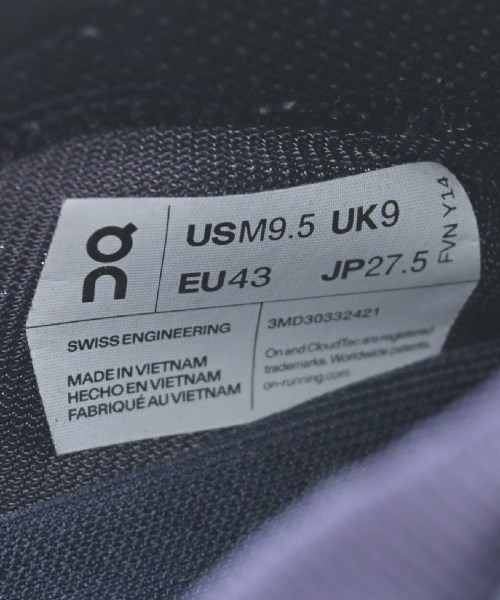 USM9.5 UK9
EU43 JP27.5
FVN Y14
SWISS ENGINEERING
MADE IN VIETNAM
HECHO EN VIETNAM
FABRIQUÉ AU VIETNAM
3MD30332421
On and CloudTec are registered
trademarks. Worldwide patents.
on-running.com